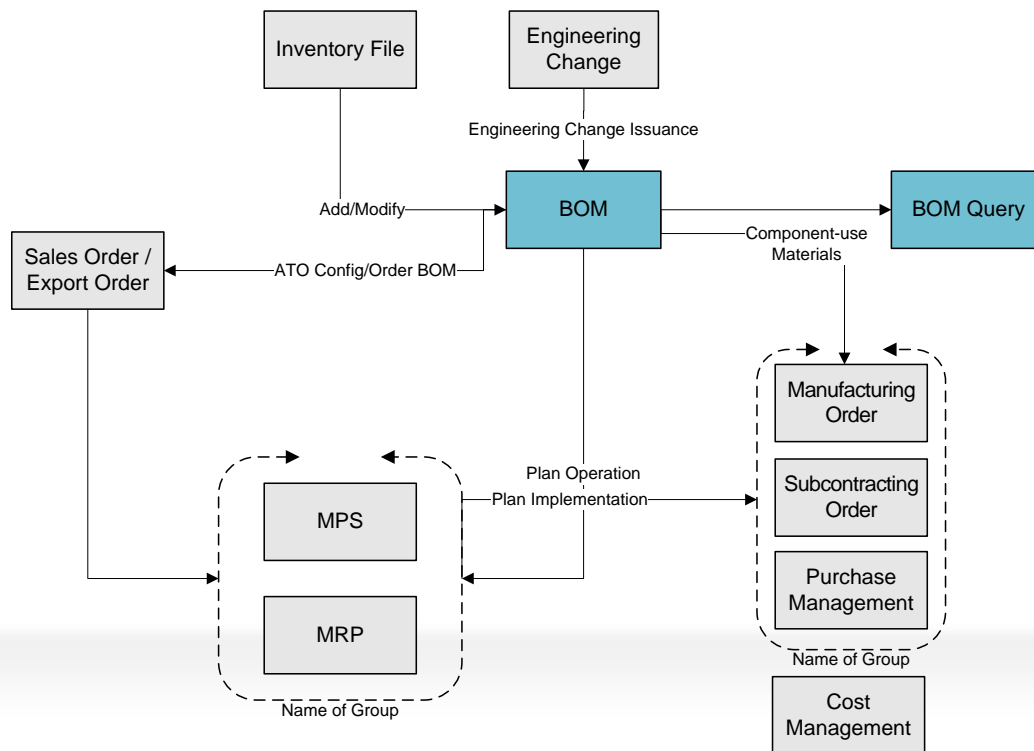 Inventory File
Engineering
Change
Engineering Change Issuance
BOM
BOM Query
Add/Modify
Component-use
Materials
Sales Order /
Export Order
ATO Config/Order BOM
Manufacturing
Order
Plan Operation
Plan Implementation
Subcontracting
Order
MPS
Purchase
Management
MRP
Name of Group
Name of Group
Cost
Management